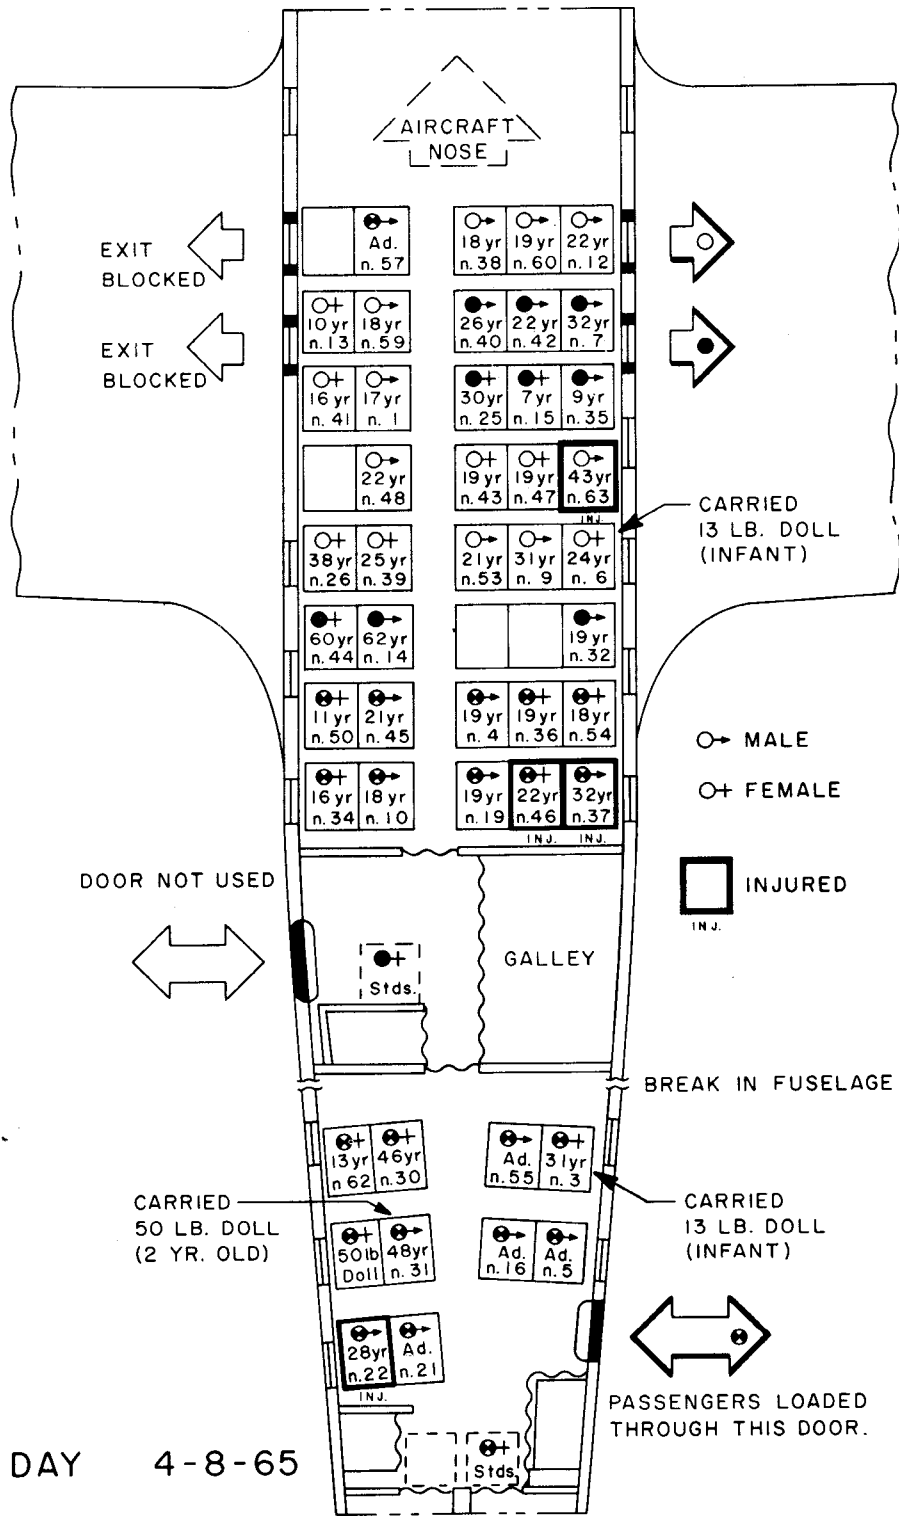 AIRCRAFT
NOSE
EXIT
BLOCKED
EXIT
BLOCKED
Ad.
n. 57
18 yr
n. 38
19 yr
n. 60
22 yr
n. 12
10 yr
n. 13
18 yr
n. 59
26 yr
n. 40
22 yr
n. 42
32 yr
n. 7
16 yr
n. 41
17 yr
n. 1
30 yr
n. 25
7 yr
n. 15
9 yr
n. 35
22 yr
n. 48
19 yr
n. 43
19 yr
n. 47
43 yr
n. 63
INJ.
CARRIED
13 LB. DOLL
(INFANT)
38 yr
n. 26
25 yr
n. 39
21 yr
n. 53
31 yr
n. 9
24 yr
n. 6
60 yr
n. 44
62 yr
n. 14
19 yr
n. 32
11 yr
n. 50
21 yr
n. 45
19 yr
n. 4
19 yr
n. 36
18 yr
n. 54
MALE
FEMALE
16 yr
n. 34
18 yr
n. 10
19 yr
n. 19
22 yr
n. 46
32 yr
n. 37
INJ.
INJ.
INJURED
INJ.
DOOR NOT USED
Stds.
GALLEY
BREAK IN FUSELAGE
13 yr
n 62
46 yr
n. 30
Ad.
n. 55
31 yr
n. 3
CARRIED
50 LB. DOLL
(2 YR. OLD)
CARRIED
13 LB. DOLL
(INFANT)
50 lb
Doll
48 yr
n. 31
Ad.
n. 16
Ad.
n. 5
28 yr
n. 22
Ad.
n. 21
INJ.
PASSENGERS LOADED
THROUGH THIS DOOR.
Stds.
DAY 4-8-65